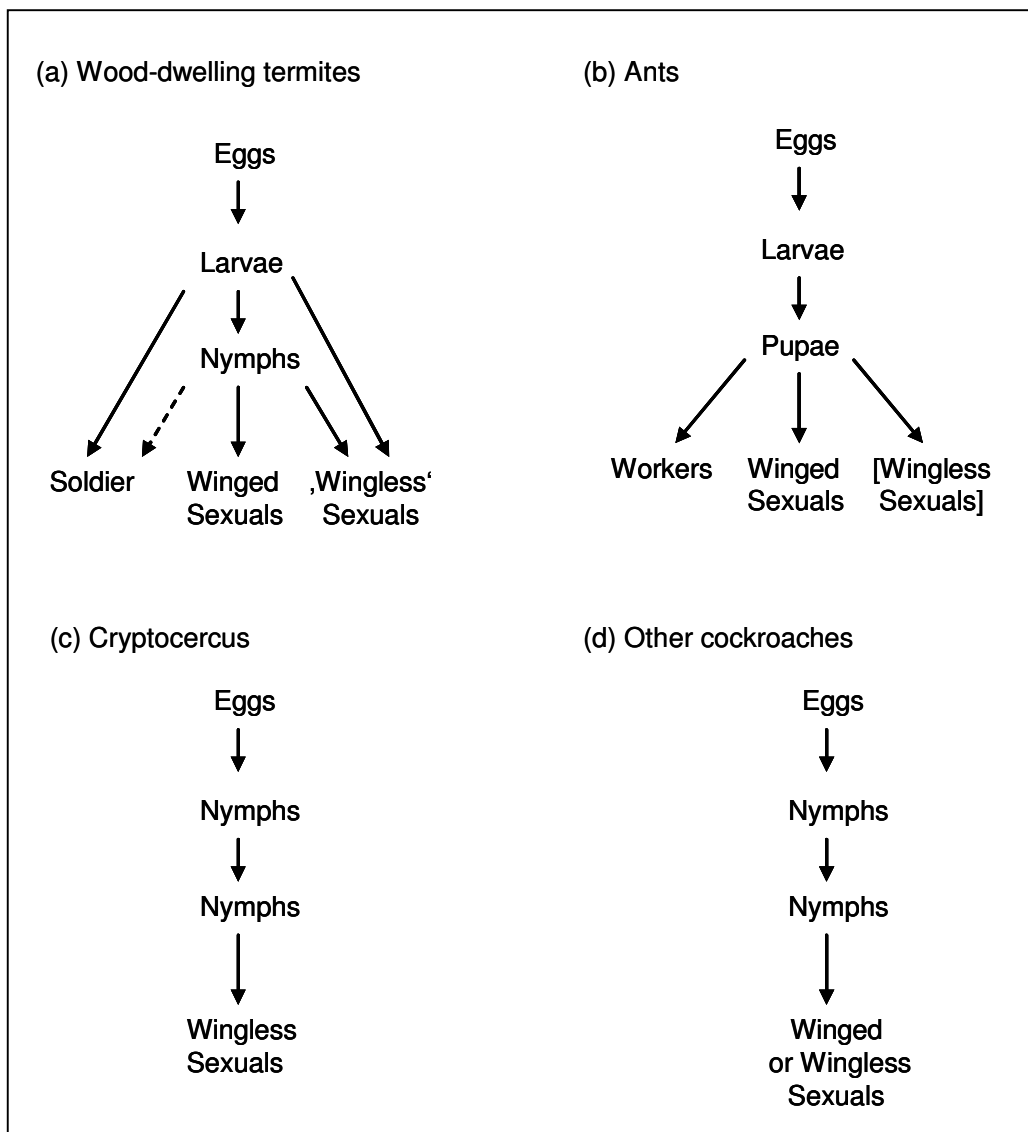 (a) Wood-dwelling termites
Eggs
Larvae
Nymphs
Soldier
Winged
Sexuals
‚Wingless‘
Sexuals
(b) Ants
Eggs
Larvae
Pupae
Workers
Winged
Sexuals
[Wingless
Sexuals]
(c) Cryptocercus
Eggs
Nymphs
Nymphs
Wingless
Sexuals
(d) Other cockroaches
Eggs
Nymphs
Nymphs
Winged
or Wingless
Sexuals